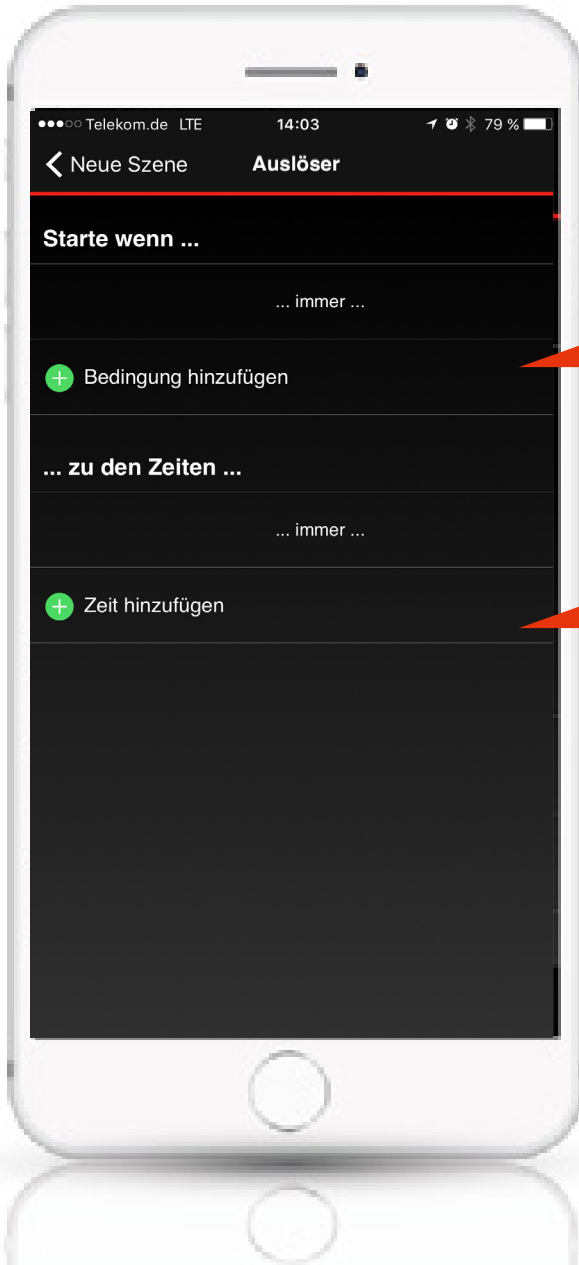 Telekom.de LTE 14:03 79 %
Neue Szene Auslöser
Starte wenn ...
... immer ...
Bedingung hinzufügen
... zu den Zeiten ...
... immer ...
Zeit hinzufügen